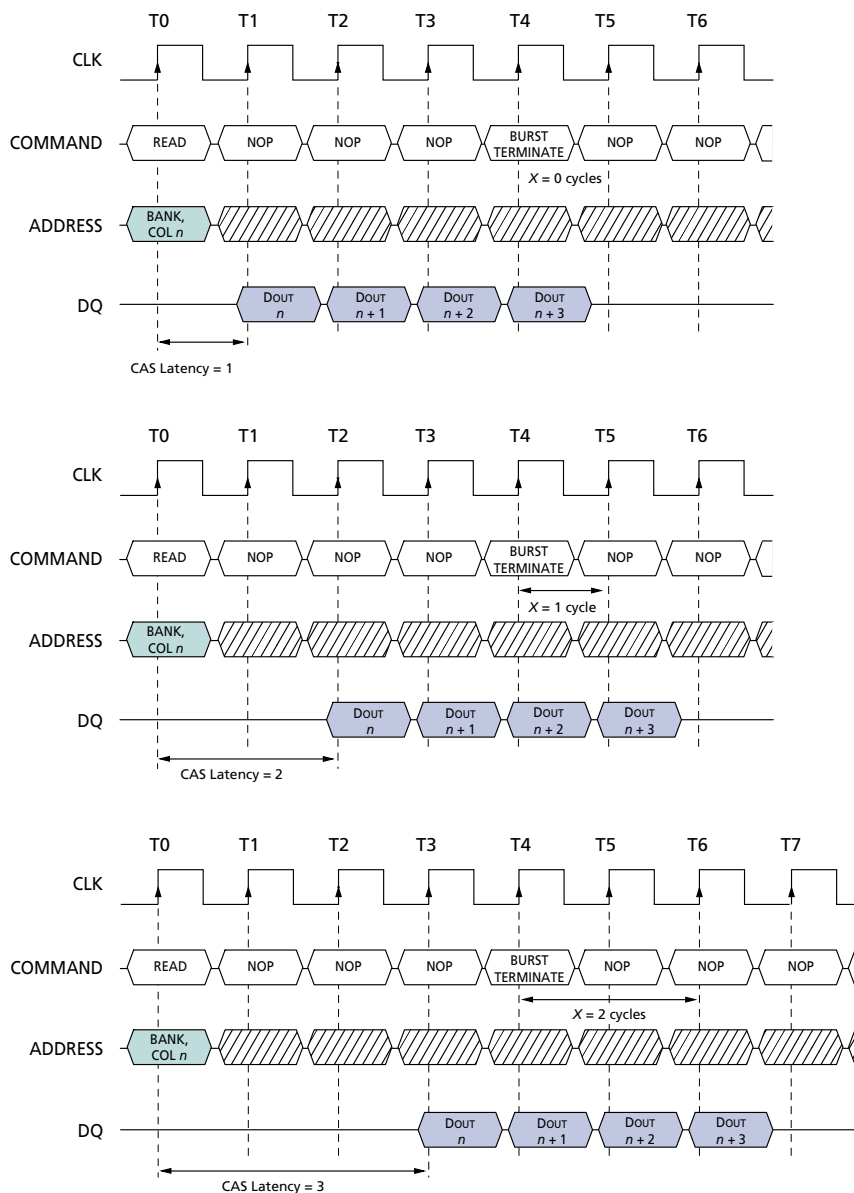 T0 T1 T2 T3 T4 T5 T6
CLK
COMMAND READ NOP NOP NOP BURST TERMINATE NOP NOP
X = 0 cycles
ADDRESS BANK, COL n
DQ DOUT n DOUT n + 1 DOUT n + 2 DOUT n + 3
CAS Latency = 1
T0 T1 T2 T3 T4 T5 T6
CLK
COMMAND READ NOP NOP NOP BURST TERMINATE NOP NOP
X = 1 cycle
ADDRESS BANK, COL n
DQ DOUT n DOUT n + 1 DOUT n + 2 DOUT n + 3
CAS Latency = 2
T0 T1 T2 T3 T4 T5 T6 T7
CLK
COMMAND READ NOP NOP NOP BURST TERMINATE NOP NOP NOP
X = 2 cycles
ADDRESS BANK, COL n
DQ DOUT n DOUT n + 1 DOUT n + 2 DOUT n + 3
CAS Latency = 3